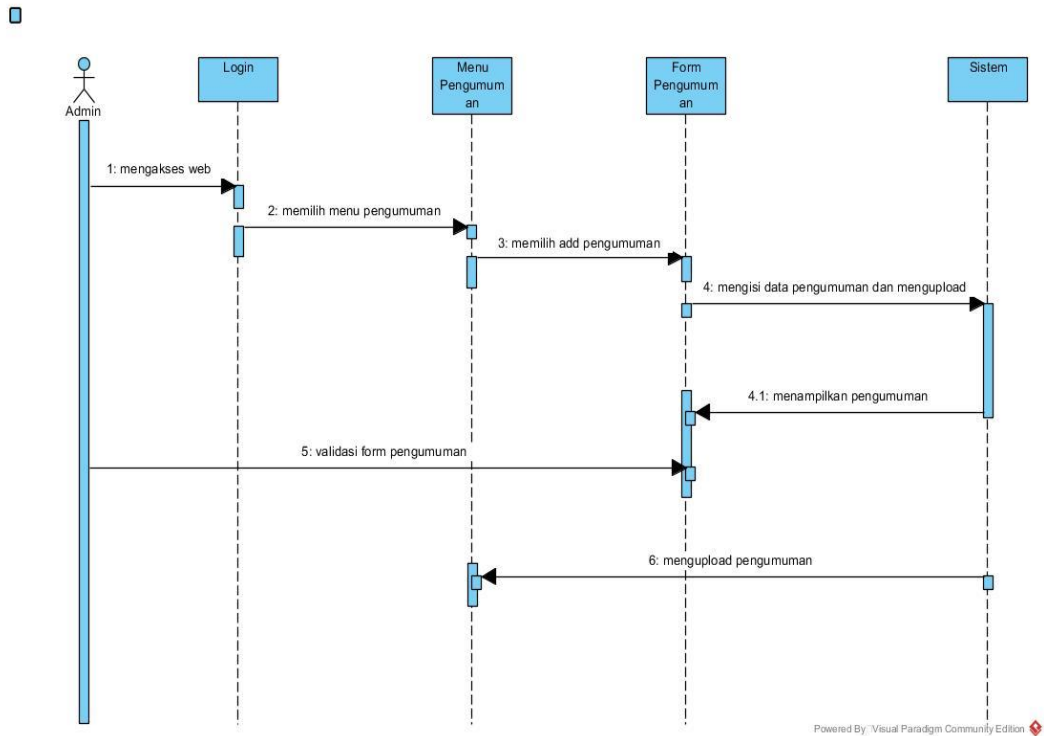 Login
Menu
Pengumum
an
Form
Pengumum
an
Sistem
Admin
1: mengakses web
2: memilih menu pengumuman
3: memilih add pengumuman
4: mengisi data pengumuman dan mengupload
4.1: menampilkan pengumuman
5: validasi form pengumuman
6: mengupload pengumuman
Powered By Visual Paradigm Community Edition